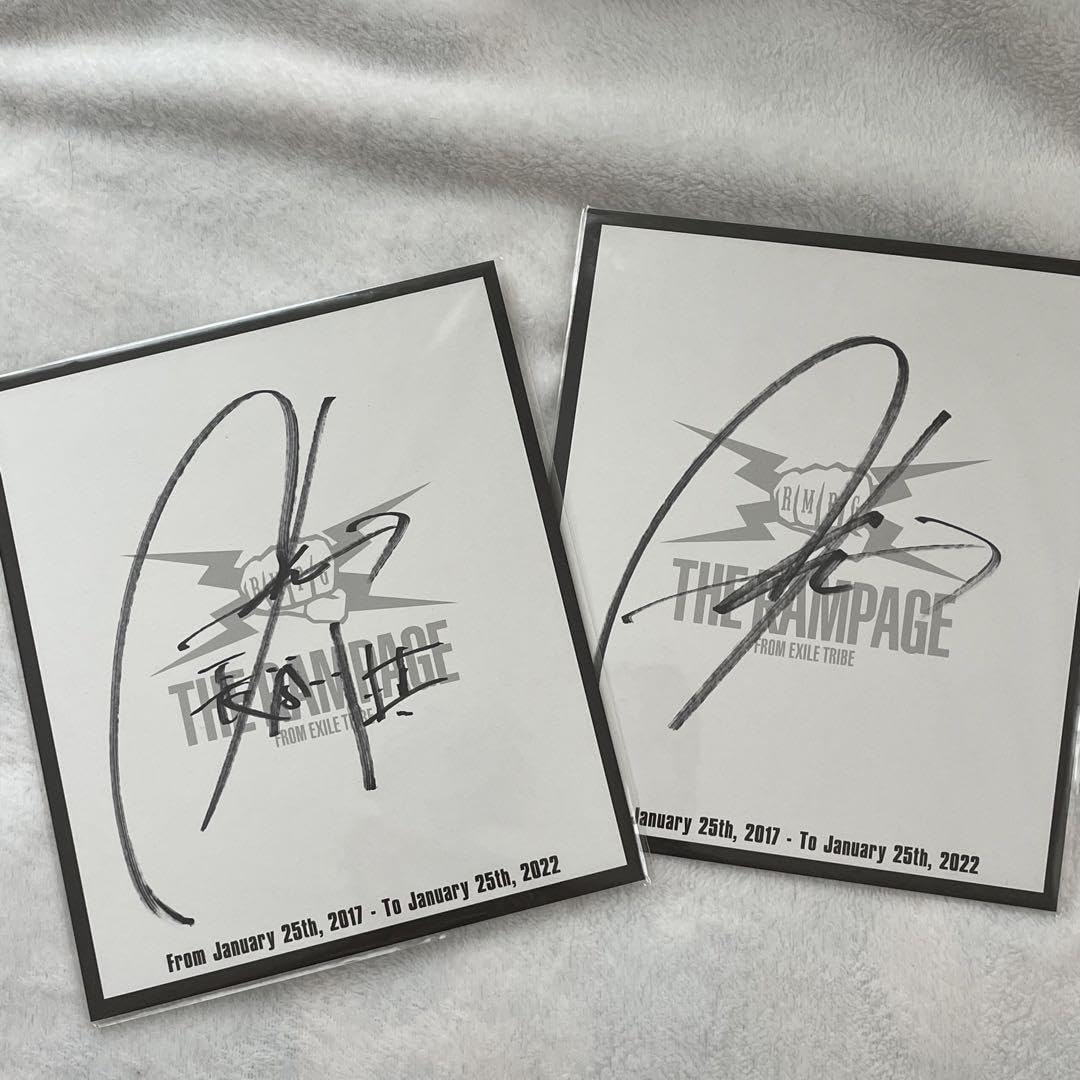 RMPG
THE RAMPAGE
FROM EXILE TRIBE
From January 25th, 2017 - To January 25th, 2022
RMPG
THE RAMPAGE
FROM EXILE TRIBE
January 25th, 2017 - To January 25th, 2022